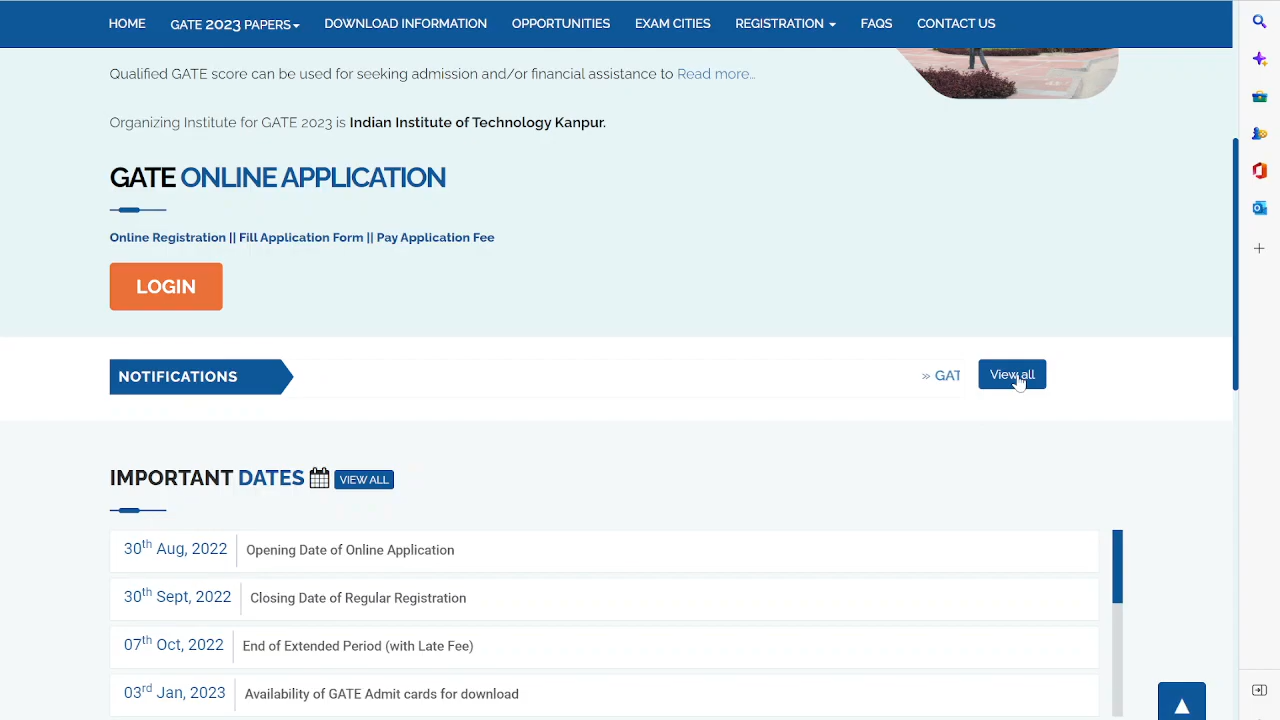 HOME GATE 2023 PAPERS DOWNLOAD INFORMATION OPPORTUNITIES EXAM CITIES REGISTRATION FAQS CONTACT US
Qualified GATE score can be used for seeking admission and/or financial assistance to Read more...
Organizing Institute for GATE 2023 is Indian Institute of Technology Kanpur.
GATE ONLINE APPLICATION
Online Registration || Fill Application Form || Pay Application Fee
LOGIN
NOTIFICATIONS » GAT View all
IMPORTANT DATES VIEW ALL
30th Aug, 2022 Opening Date of Online Application
30th Sept, 2022 Closing Date of Regular Registration
07th Oct, 2022 End of Extended Period (with Late Fee)
03rd Jan, 2023 Availability of GATE Admit cards for download